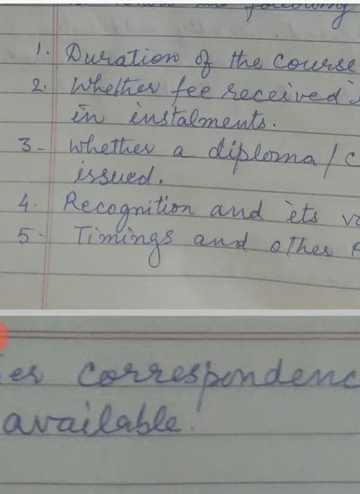 following
1. Duration of the course
2. Whether fee received
in instalments.
3- whether a diploma/
issued.
4. Recognition and its
5- Timings and other
correspondenc
available!